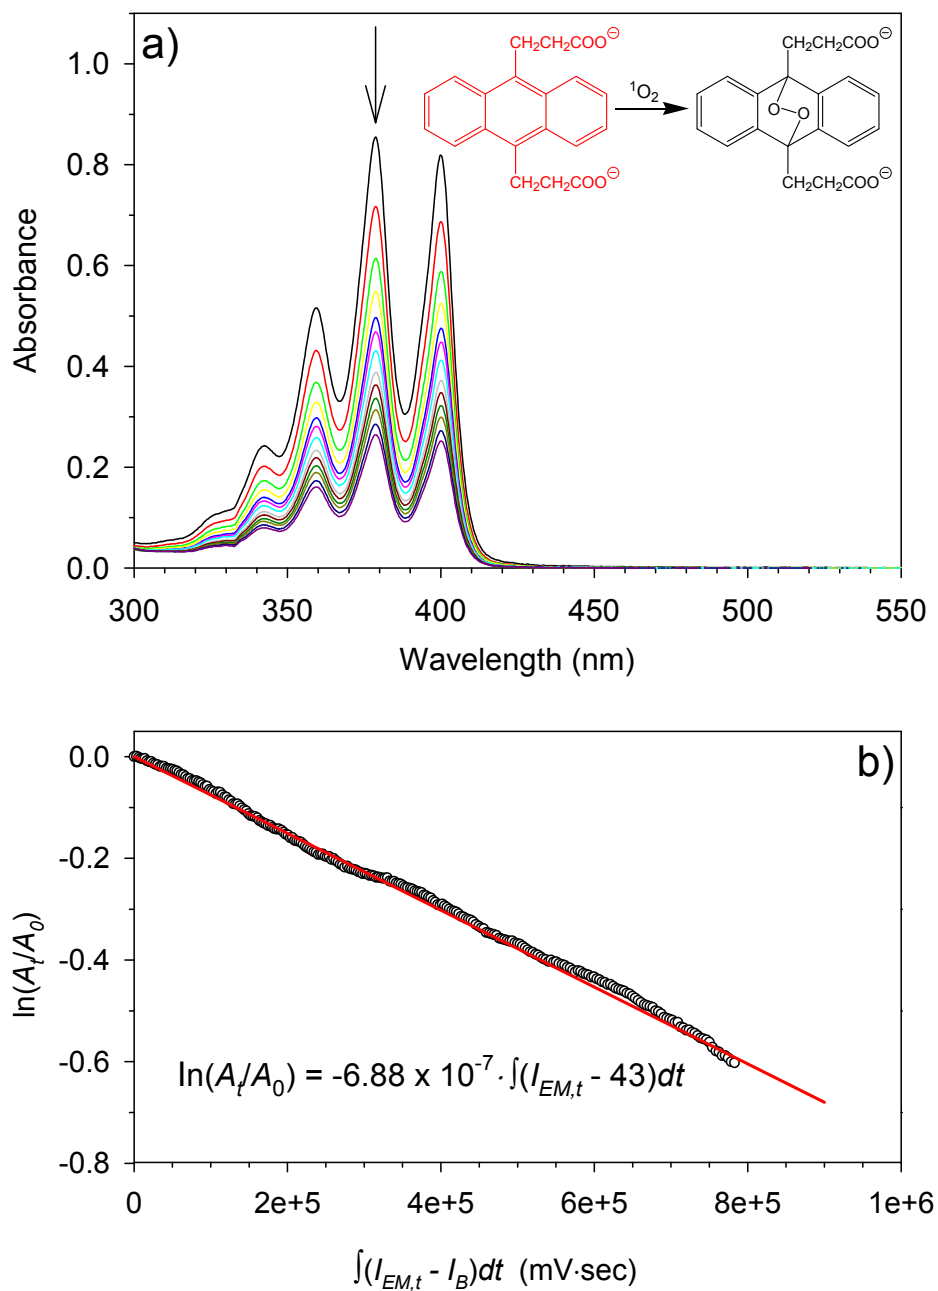 a)
CH2CH2COO⊖
CH2CH2COO⊖
1O2
O
O
CH2CH2COO⊖
CH2CH2COO⊖
1.0
0.8
0.6
0.4
0.2
0.0
Absorbance
300
350
400
450
500
550
Wavelength (nm)
b)
0.0
-0.2
-0.4
-0.6
-0.8
ln(At/A0)
ln(At/A0) = -6.88 x 10-7 · ∫(IEM,t - 43)dt
0
2e+5
4e+5
6e+5
8e+5
1e+6
∫(IEM,t - IB)dt (mV·sec)